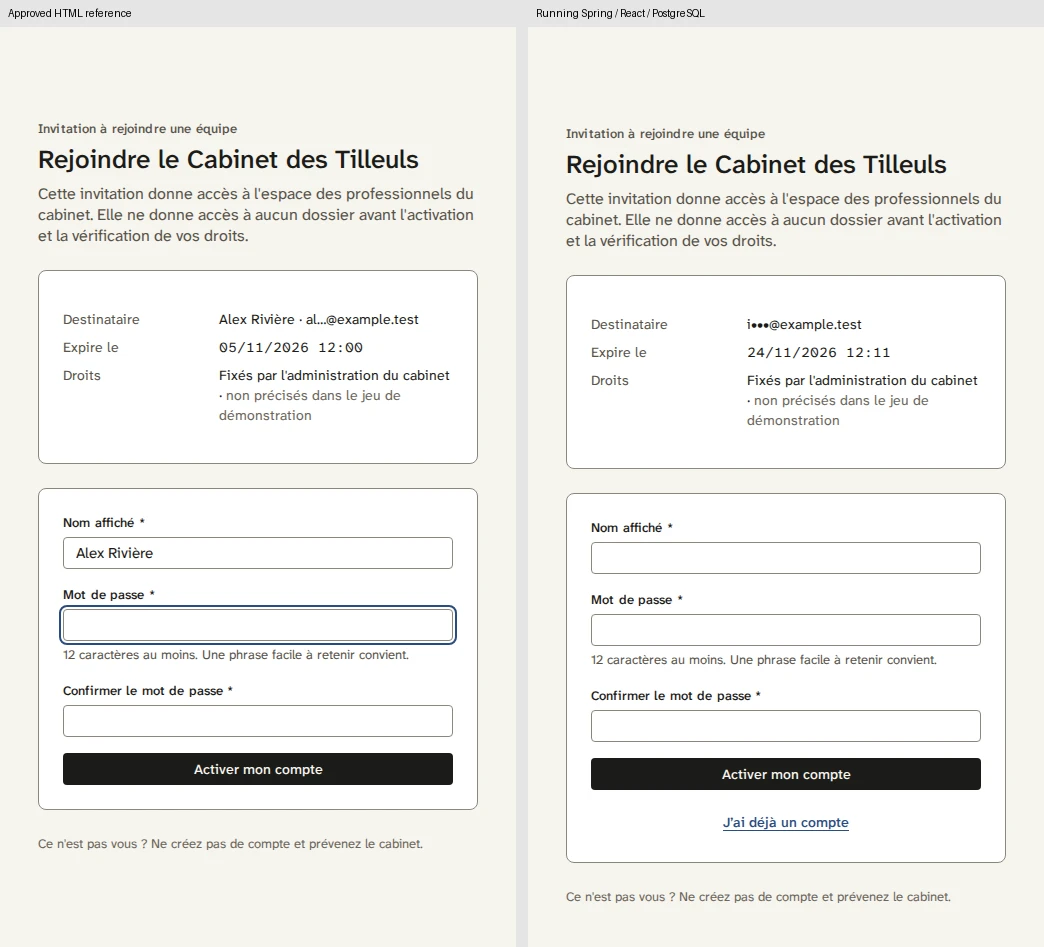 Approved HTML reference
Invitation à rejoindre une équipe
Rejoindre le Cabinet des Tilleuls
Cette invitation donne accès à l'espace des professionnels du
cabinet. Elle ne donne accès à aucun dossier avant l'activation
et la vérification de vos droits.
Destinataire Alex Rivière · al…@example.test
Expire le 05/11/2026 12:00
Droits Fixés par l'administration du cabinet
· non précisés dans le jeu de
démonstration
Nom affiché *
Alex Rivière
Mot de passe *
12 caractères au moins. Une phrase facile à retenir convient.
Confirmer le mot de passe *
Activer mon compte
Ce n'est pas vous ? Ne créez pas de compte et prévenez le cabinet.
Running Spring / React / PostgreSQL
Invitation à rejoindre une équipe
Rejoindre le Cabinet des Tilleuls
Cette invitation donne accès à l'espace des professionnels du
cabinet. Elle ne donne accès à aucun dossier avant l'activation
et la vérification de vos droits.
Destinataire i•••@example.test
Expire le 24/11/2026 12:11
Droits Fixés par l'administration du cabinet
· non précisés dans le jeu de
démonstration
Nom affiché *
Mot de passe *
12 caractères au moins. Une phrase facile à retenir convient.
Confirmer le mot de passe *
Activer mon compte
J'ai déjà un compte
Ce n'est pas vous ? Ne créez pas de compte et prévenez le cabinet.